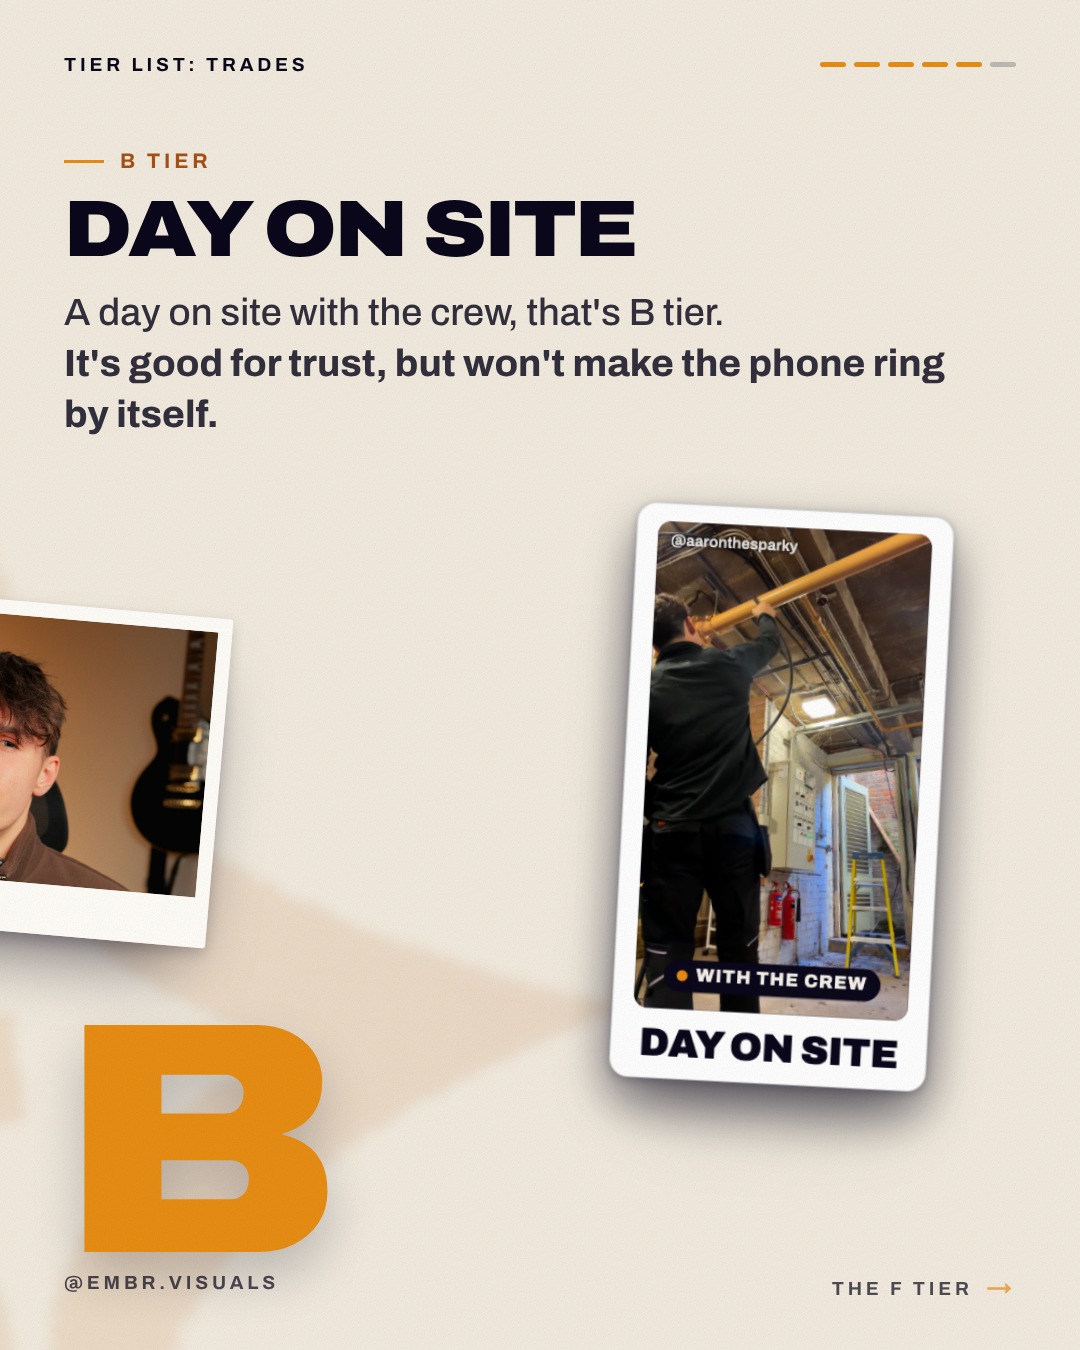 TIER LIST: TRADES
B TIER
DAY ON SITE
A day on site with the crew, that's B tier.
It's good for trust, but won't make the phone ring
by itself.
@aaronthesparky
WITH THE CREW
DAY ON SITE
B
@EMBR.VISUALS
THE F TIER →